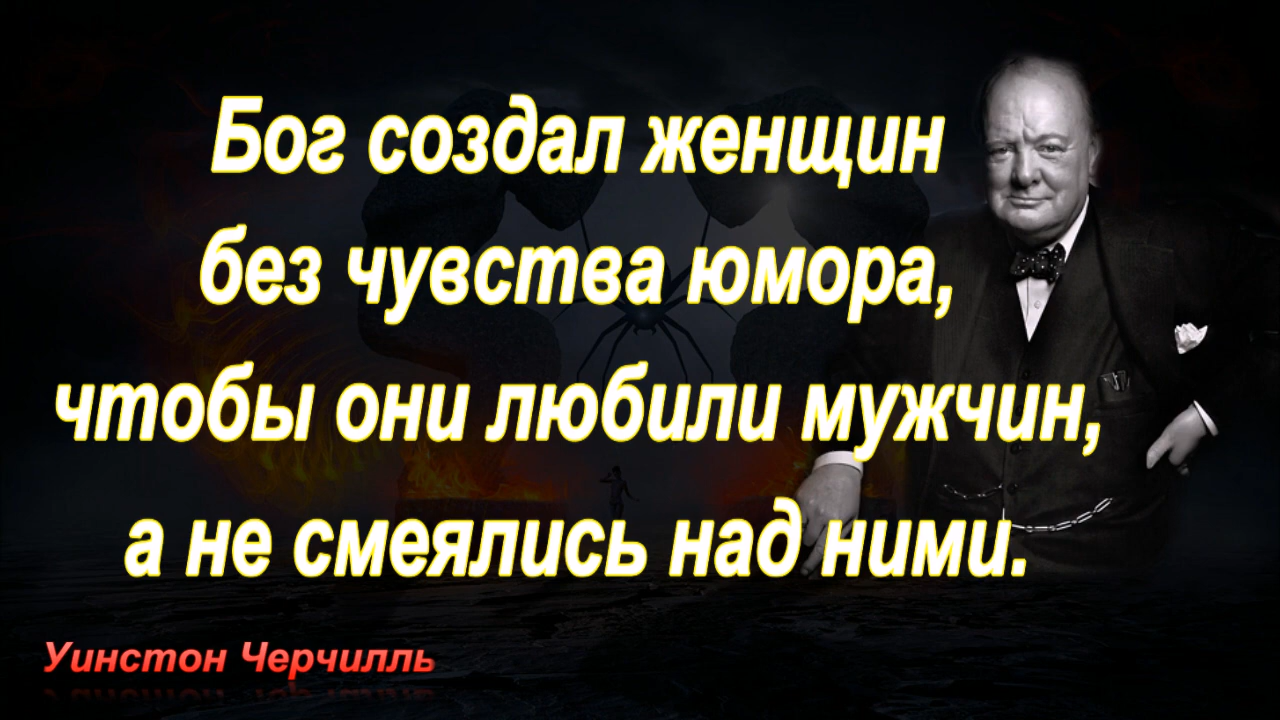 Бог создал женщин
без чувства юмора,
чтобы они любили мужчин,
а не смеялись над ними.
Уинстон Черчилль